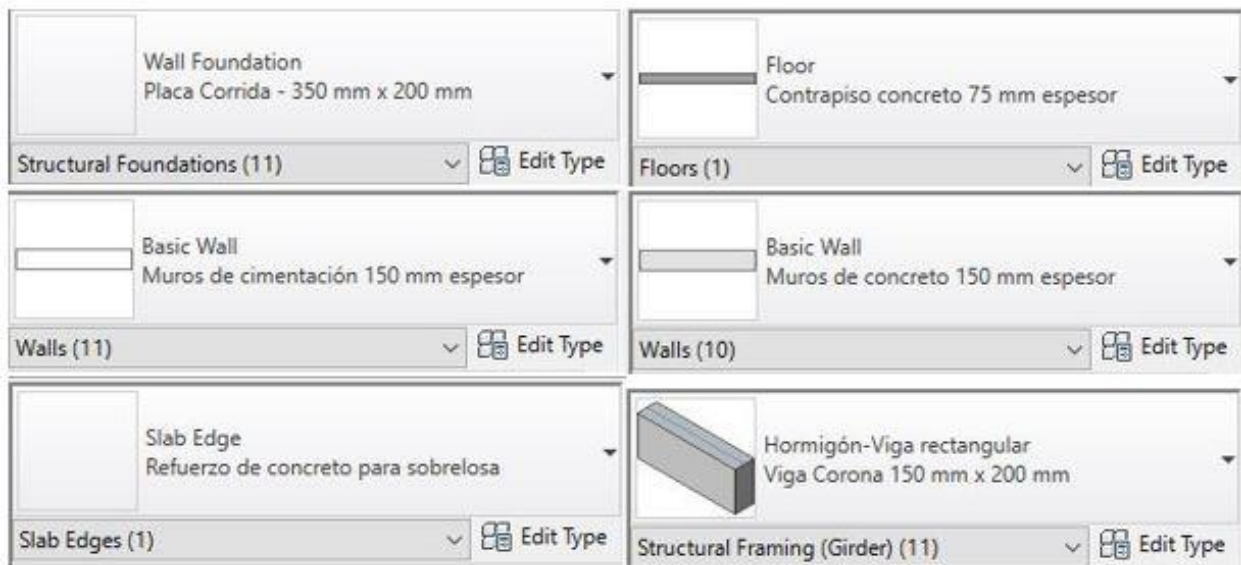 Wall Foundation
Placa Corrida - 350 mm x 200 mm
Structural Foundations (11)
Edit Type
Floor
Contrapiso concreto 75 mm espesor
Floors (1)
Edit Type
Basic Wall
Muros de cimentación 150 mm espesor
Walls (11)
Edit Type
Basic Wall
Muros de concreto 150 mm espesor
Walls (10)
Edit Type
Slab Edge
Refuerzo de concreto para sobrelosa
Slab Edges (1)
Edit Type
Hormigón-Viga rectangular
Viga Corona 150 mm x 200 mm
Structural Framing (Girder) (11)
Edit Type